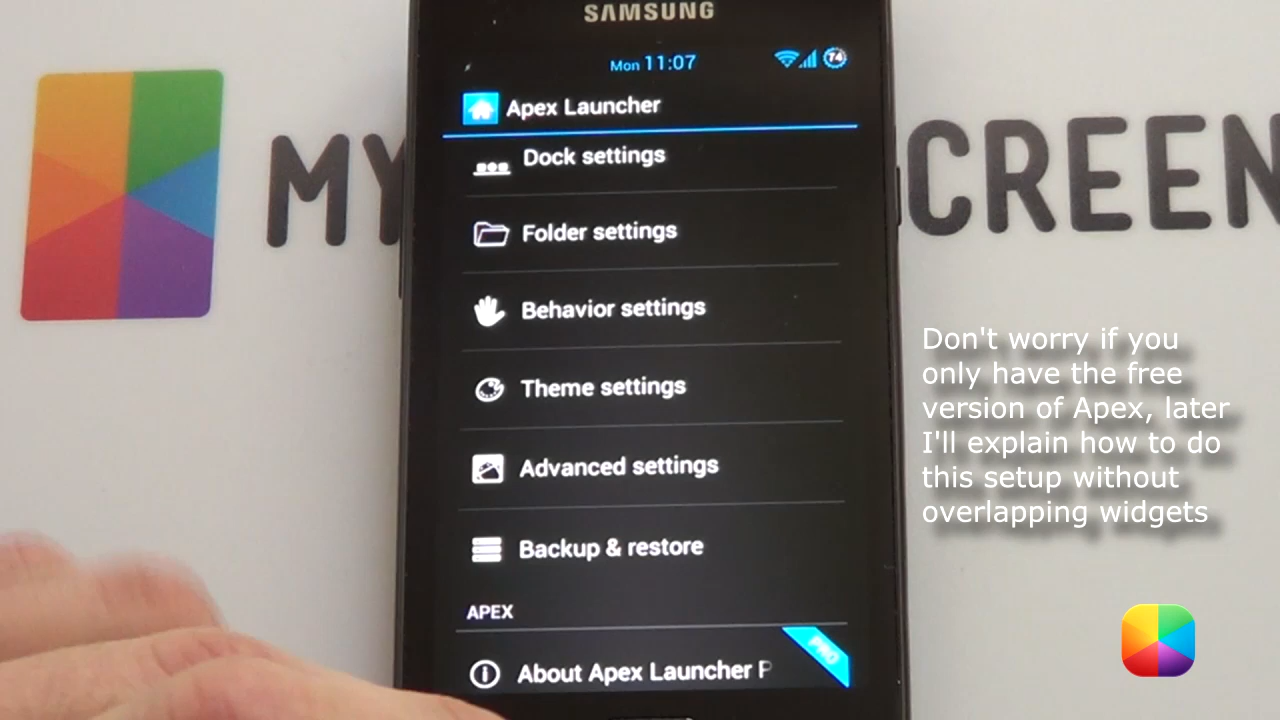 SAMSUNG
Mon 11:07
74
Apex Launcher
MY
CREEN
Dock settings
Folder settings
Behavior settings
Theme settings
Advanced settings
Backup & restore
APEX
PRO
About Apex Launcher P
Don't worry if you
only have the free
version of Apex, later
I'll explain how to do
this setup without
overlapping widgets